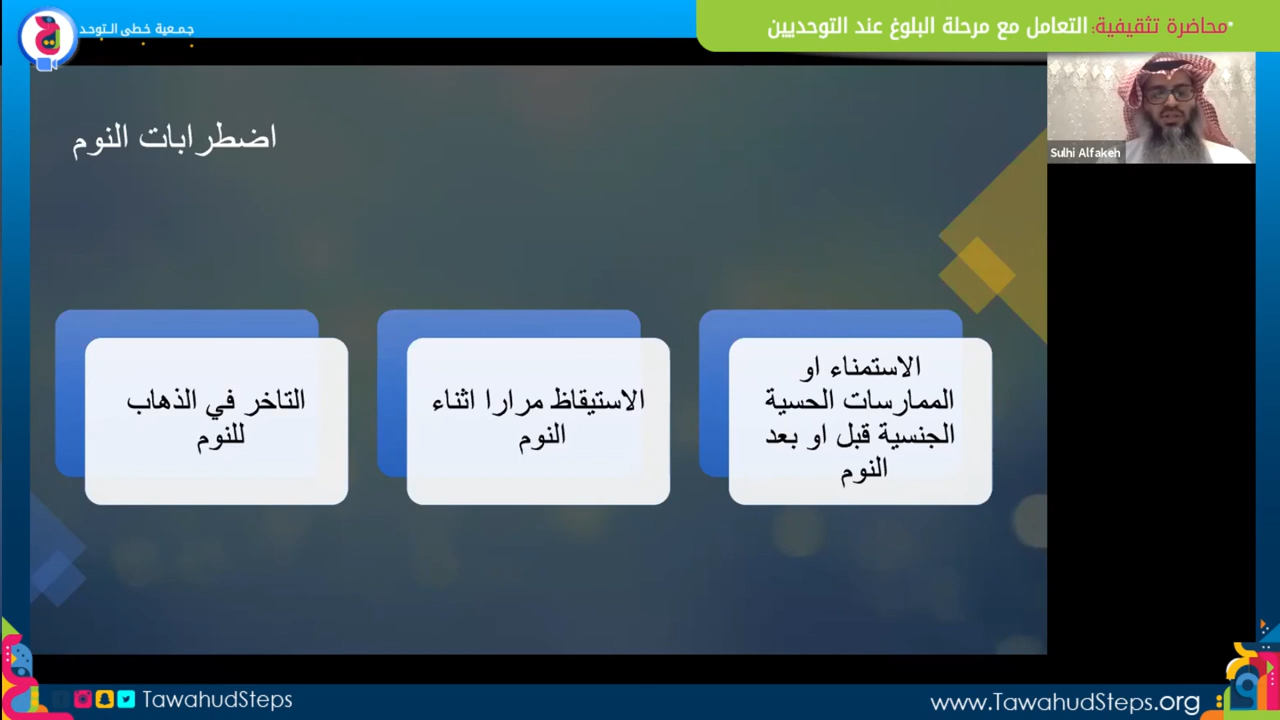 •محاضرة تثقيفية: التعامل مع مرحلة البلوغ عند التوحديين
جمعية خطى التوحد
Sulhi Alfakeh
اضطرابات النوم
الاستمناء او
الممارسات الحسية
الجنسية قبل او بعد
النوم
الاستيقاظ مرارا اثناء
النوم
التاخر في الذهاب
للنوم
TawahudSteps
www.TawahudSteps.org